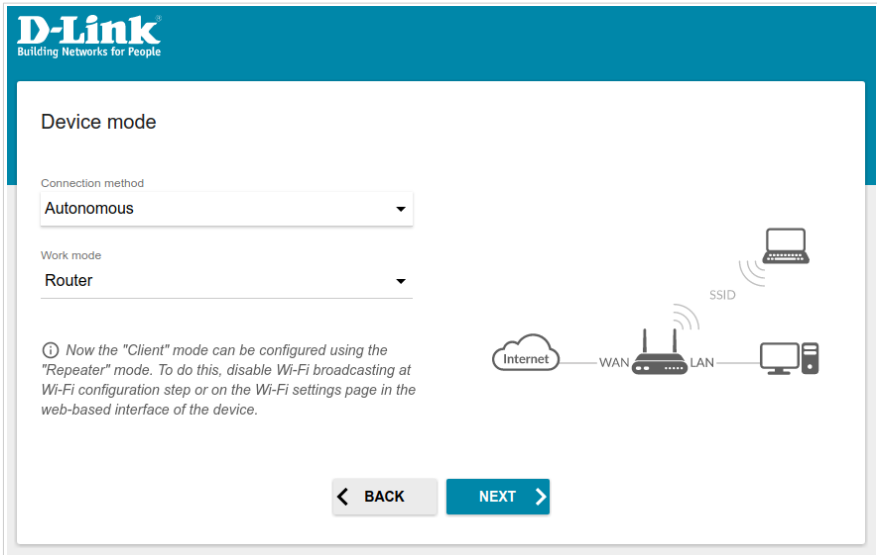 D-Link
Building Networks for People
Device mode
Connection method
Autonomous
Work mode
Router
Now the "Client" mode can be configured using the
"Repeater" mode. To do this, disable Wi-Fi broadcasting at
Wi-Fi configuration step or on the Wi-Fi settings page in the
web-based interface of the device.
SSID
Internet
WAN
LAN
BACK
NEXT